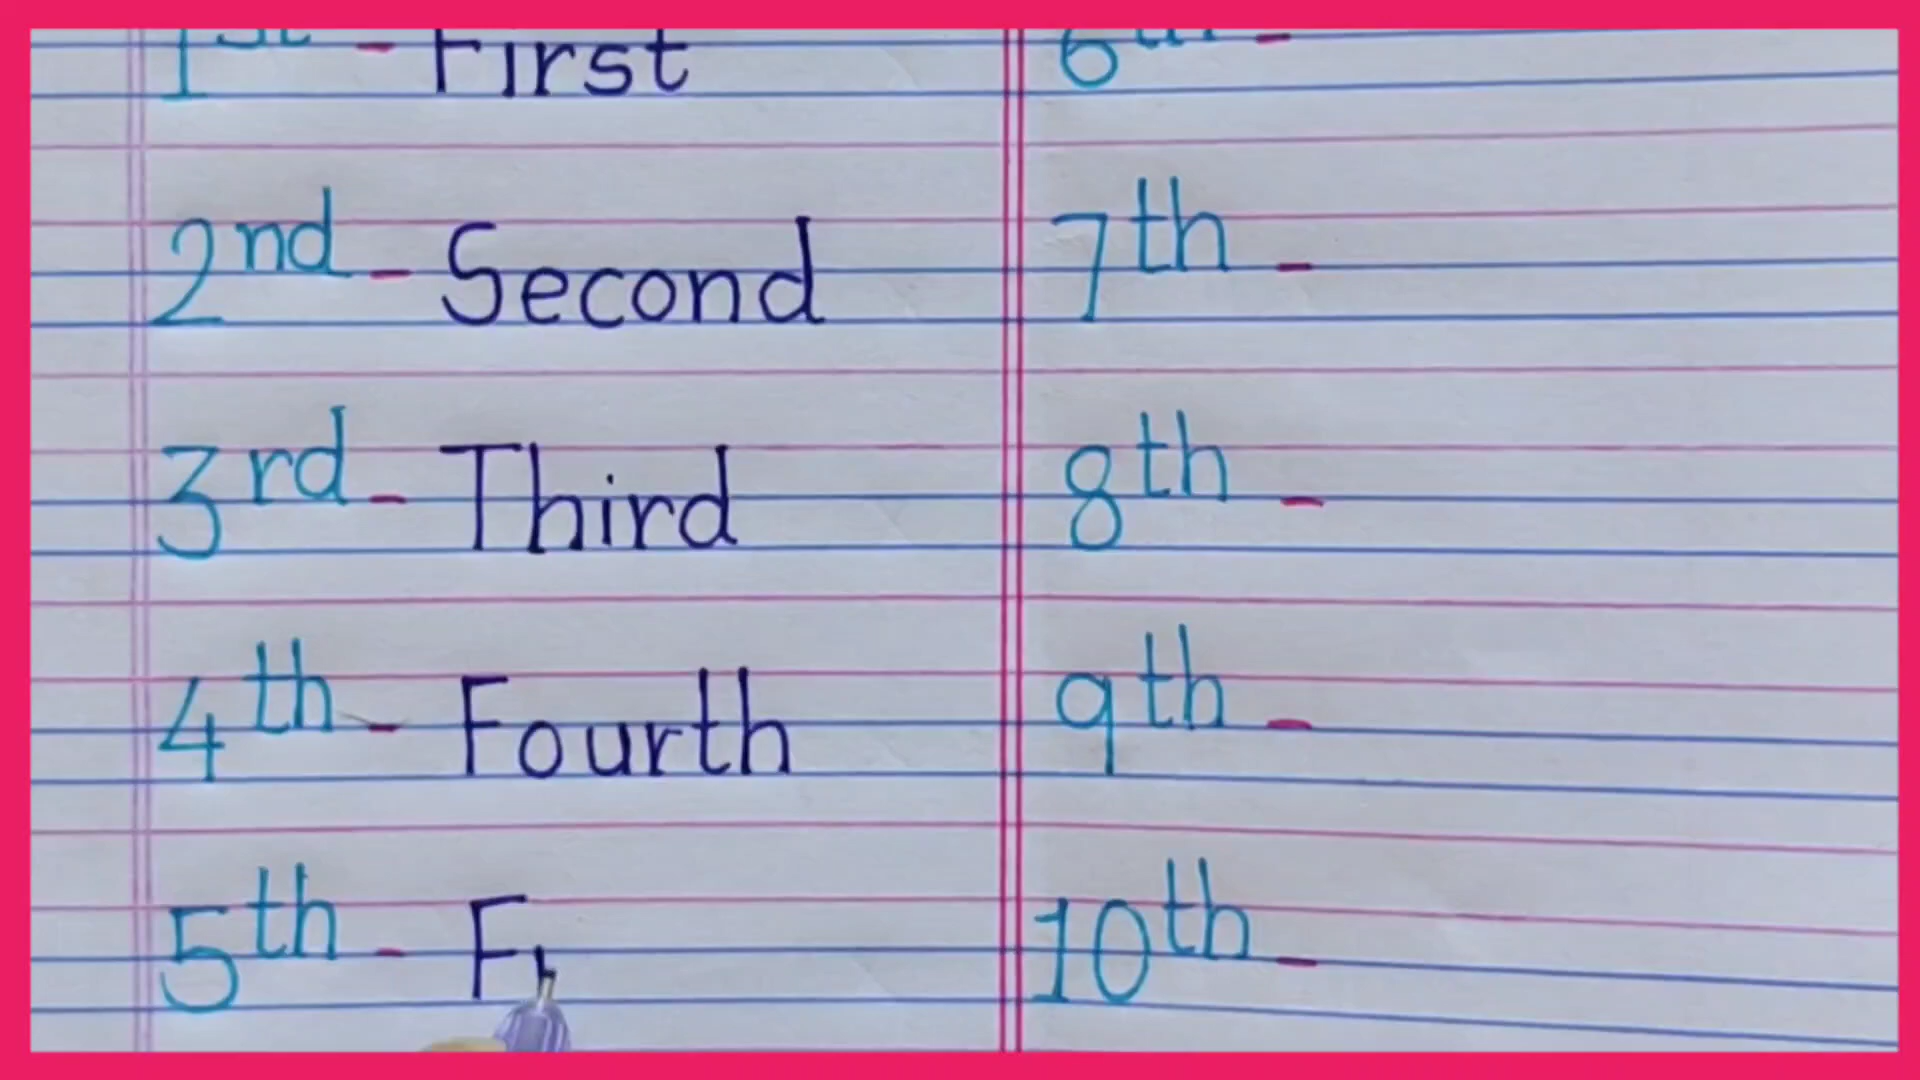 1st - First
2nd - Second
3rd - Third
4th - Fourth
5th - F
6th -
7th -
8th -
9th -
10th -